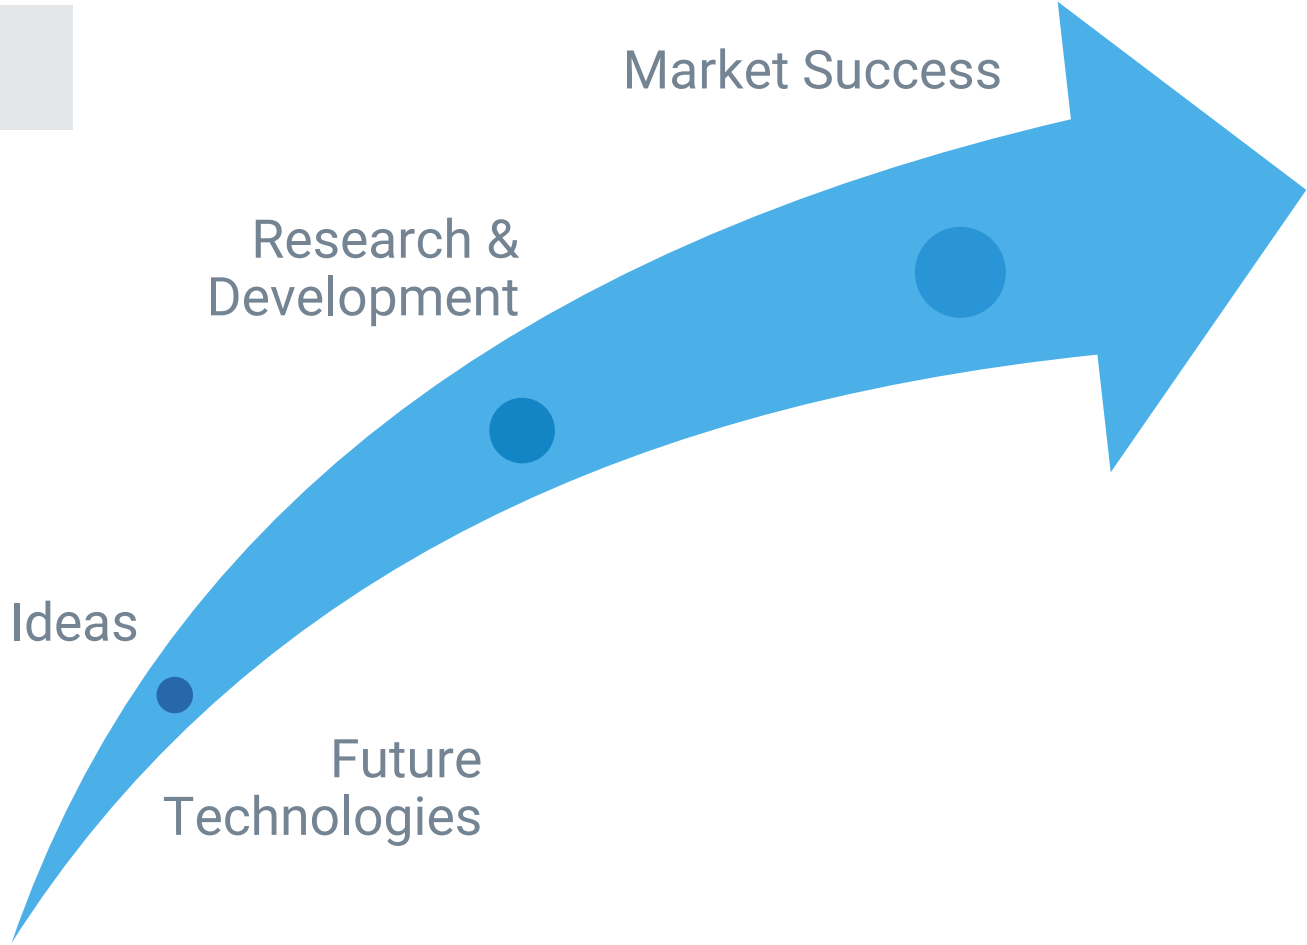 Market Success
Research &
Development
Ideas
Future
Technologies